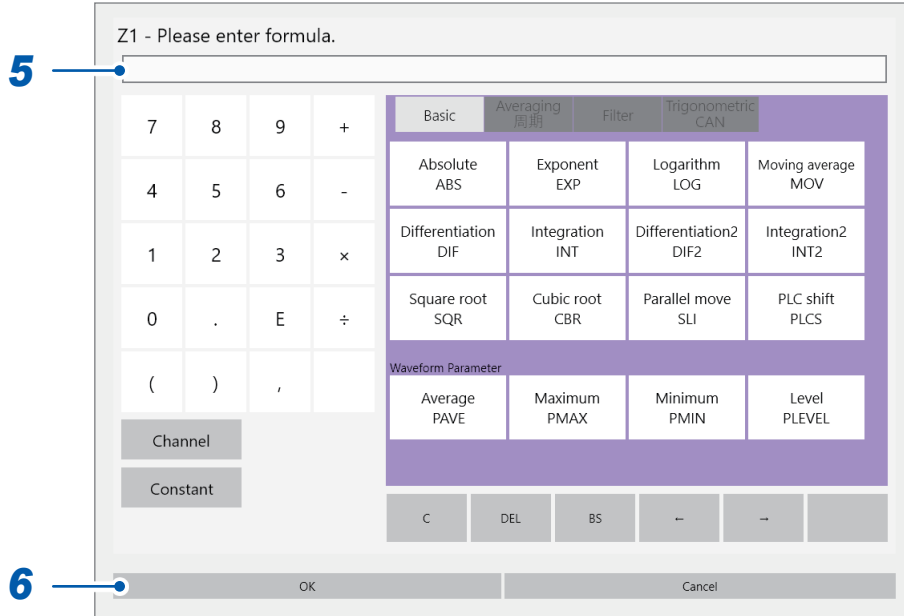 Z1 - Please enter formula.
5
7 8 9 +
4 5 6 -
1 2 3 ×
0 . E ÷
( ) ,
Channel
Constant
Basic
Averaging
周期
Filter
Trigonometric
CAN
Absolute
ABS
Exponent
EXP
Logarithm
LOG
Moving average
MOV
Differentiation
DIF
Integration
INT
Differentiation2
DIF2
Integration2
INT2
Square root
SQR
Cubic root
CBR
Parallel move
SLI
PLC shift
PLCS
Waveform Parameter
Average
PAVE
Maximum
PMAX
Minimum
PMIN
Level
PLEVEL
C DEL BS ← →
6
OK Cancel